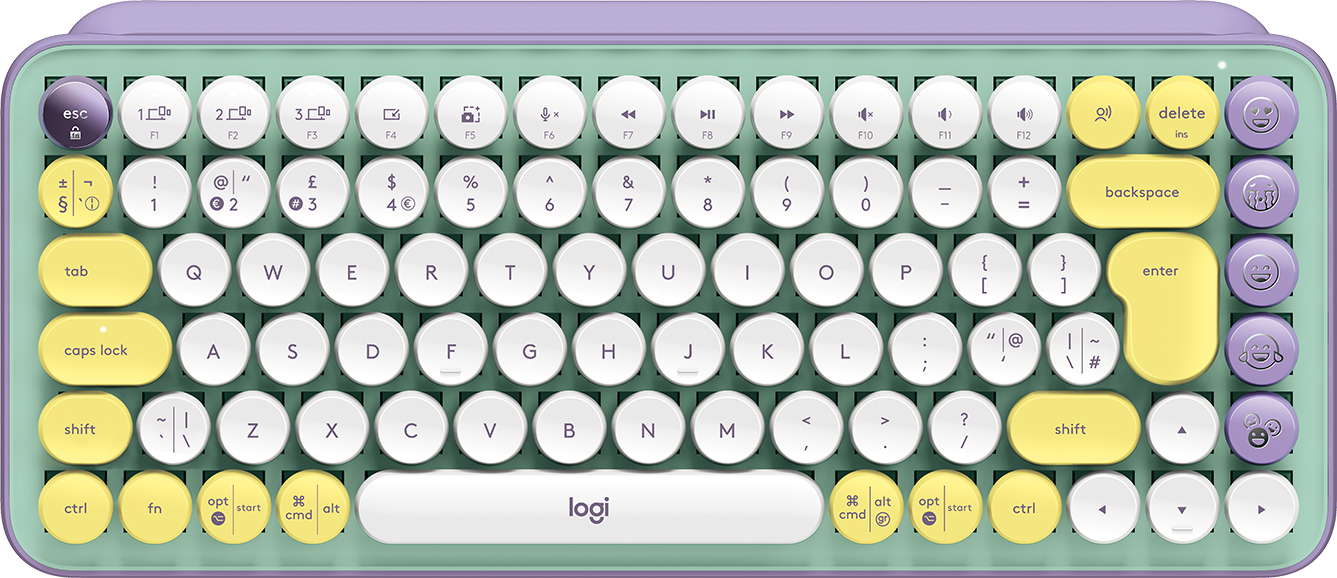 esc 1 2 3
fn F1 F2 F3 F4 F5 F6 F7 F8 F9 F10 F11 F12 delete ins
± ¬ ! @ “ £ $ % ^ & * ( ) — +
§ ` 1 € 2 # 3 4 € 5 6 7 8 9 0 - = backspace
tab Q W E R T Y U I O P { [ } ] enter
caps lock A S D F G H J K L : ; “ @ ' | ~ \ #
shift ~ ` | \ Z X C V B N M < , > . ? / shift
ctrl fn opt start ⌘ cmd alt logi ⌘ cmd alt gr opt start ctrl